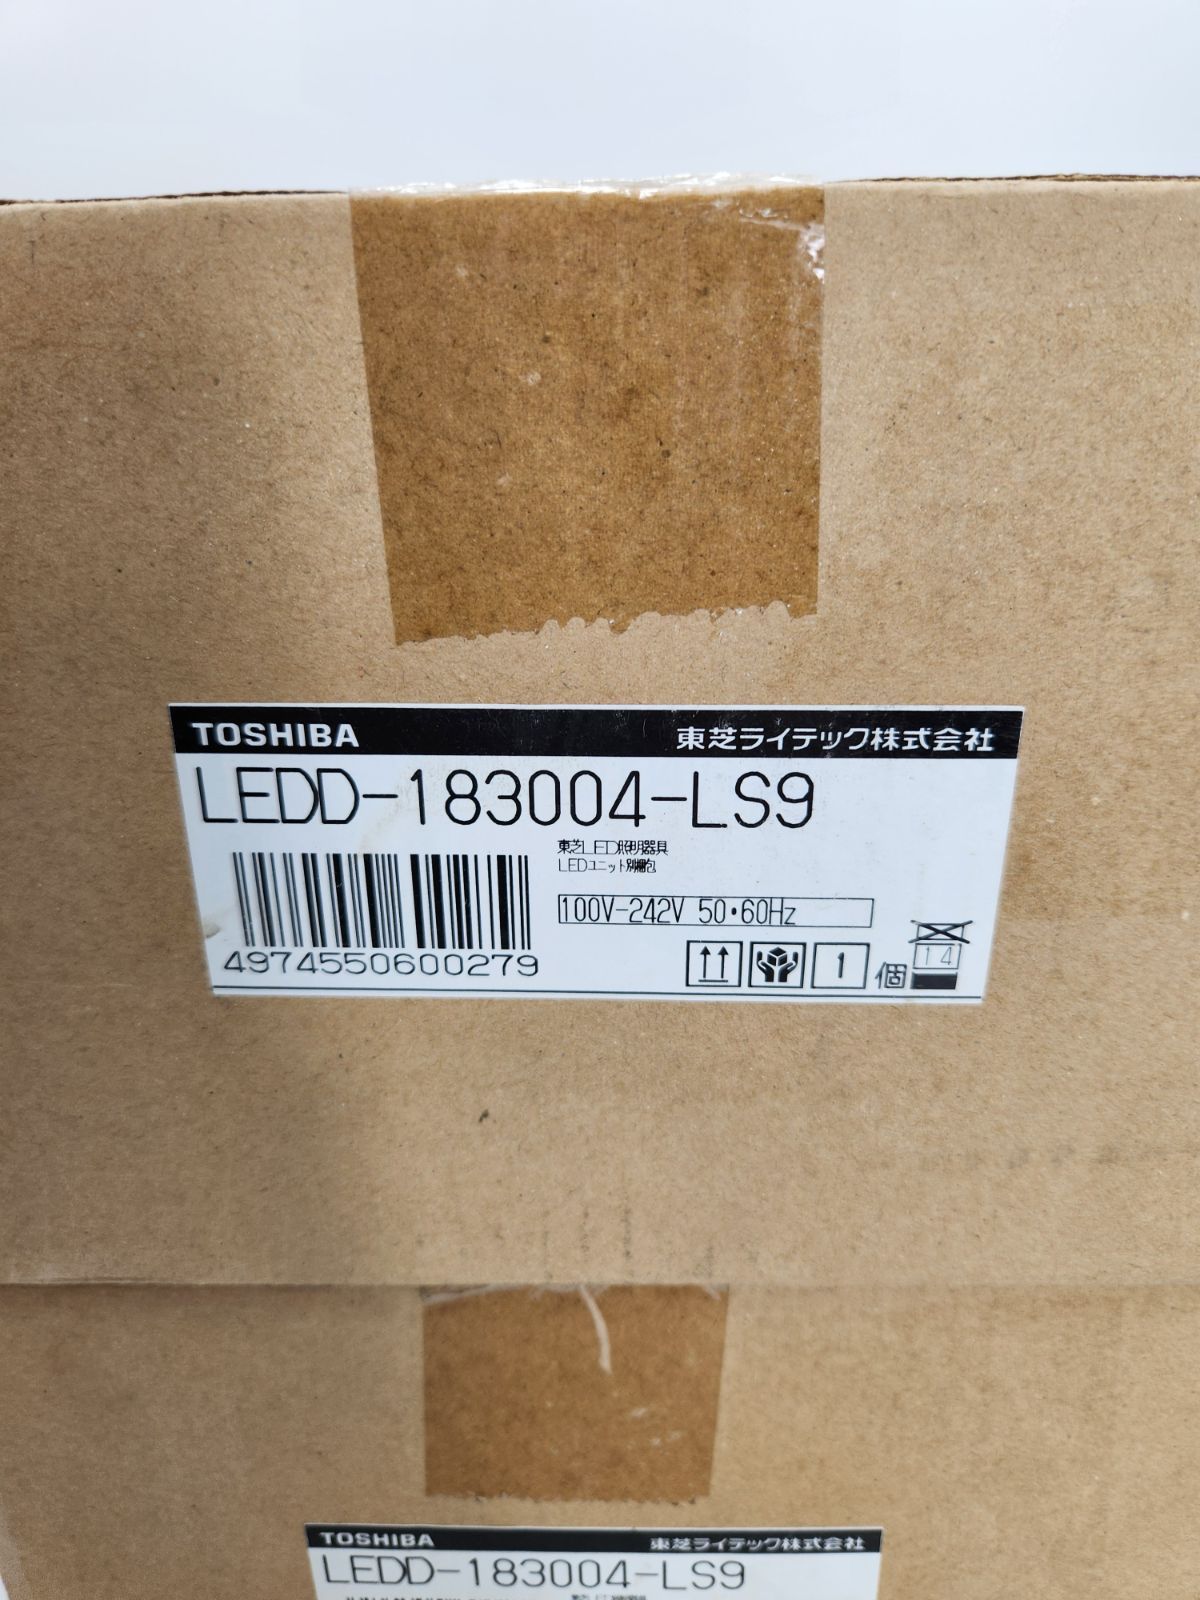 TOSHIBA 東芝ライテック株式会社
LEDD-183004-LS9
東芝LED照明器具
LEDユニット別梱包
100V-242V 50・60Hz
4974550600279
1 個 14
TOSHIBA 東芝ライテック株式会社
LEDD-183004-LS9